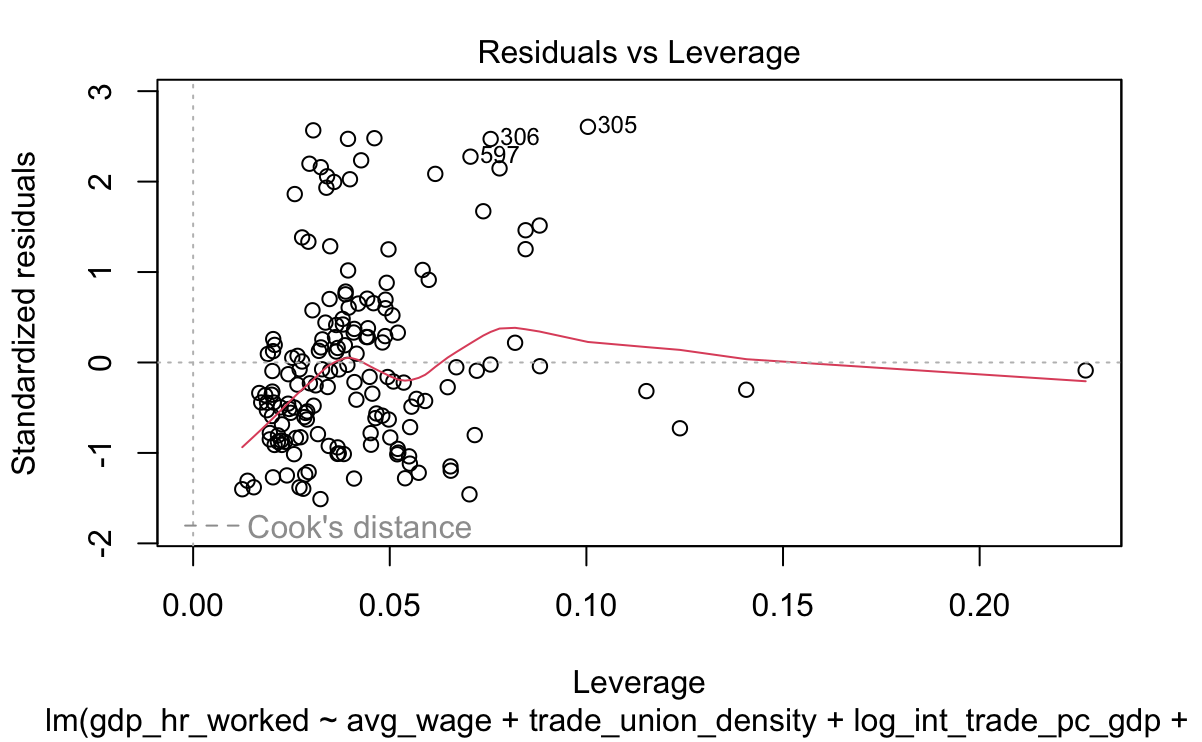 Residuals vs Leverage
Standardized residuals
3
2
1
0
-1
-2
306
305
597
Cook's distance
0.00 0.05 0.10 0.15 0.20
Leverage
lm(gdp_hr_worked ~ avg_wage + trade_union_density + log_int_trade_pc_gdp +